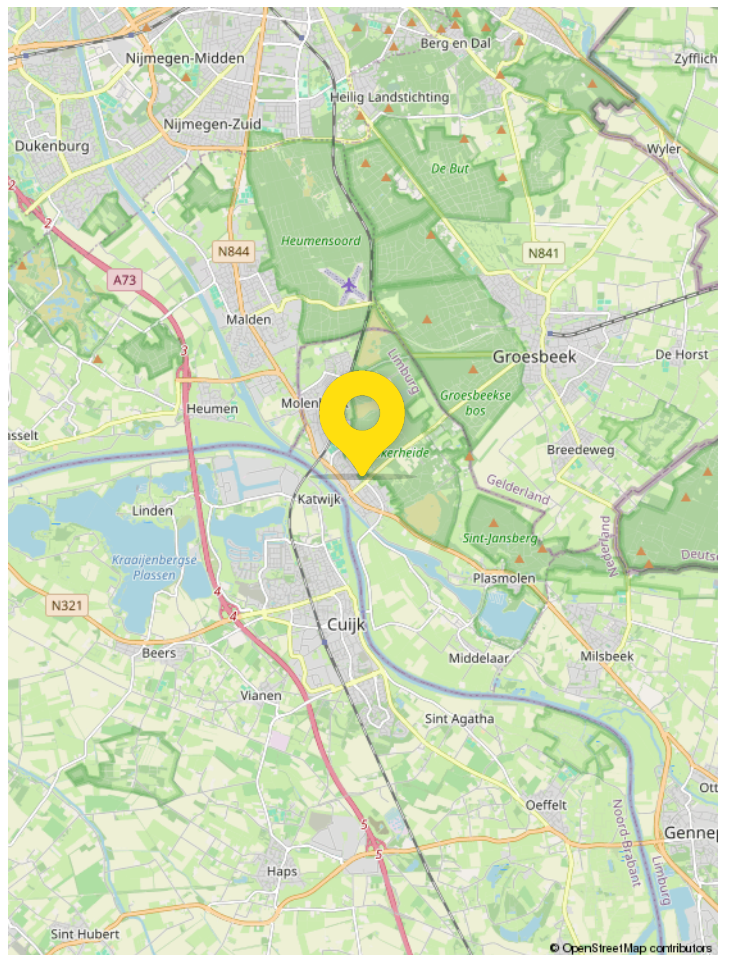 Berg en Dal
Nijmegen-Midden
Zyfflich
Heilig Landstichting
Nijmegen-Zuid
Dukenburg
Wyler
De But
2
2
Heumensoord
N844
N841
A73
Malden
3
Limburg
Groesbeek
De Horst
Groesbeekse
bos
Heumen
Molenh
asselt
Breedeweg
kerheide
Gelderland
Katwijk
Linden
Nederland
Sint-Jansberg
Deuts
Kraaijenbergse
Plassen
Plasmolen
4
4
N321
Cuijk
Beers
Middelaar
Milsbeek
Vianen
Sint Agatha
Ott
Oeffelt
5
5
Gennep
Noord-Brabant
Limburg
Haps
Sint Hubert
© OpenStreetMap contributors